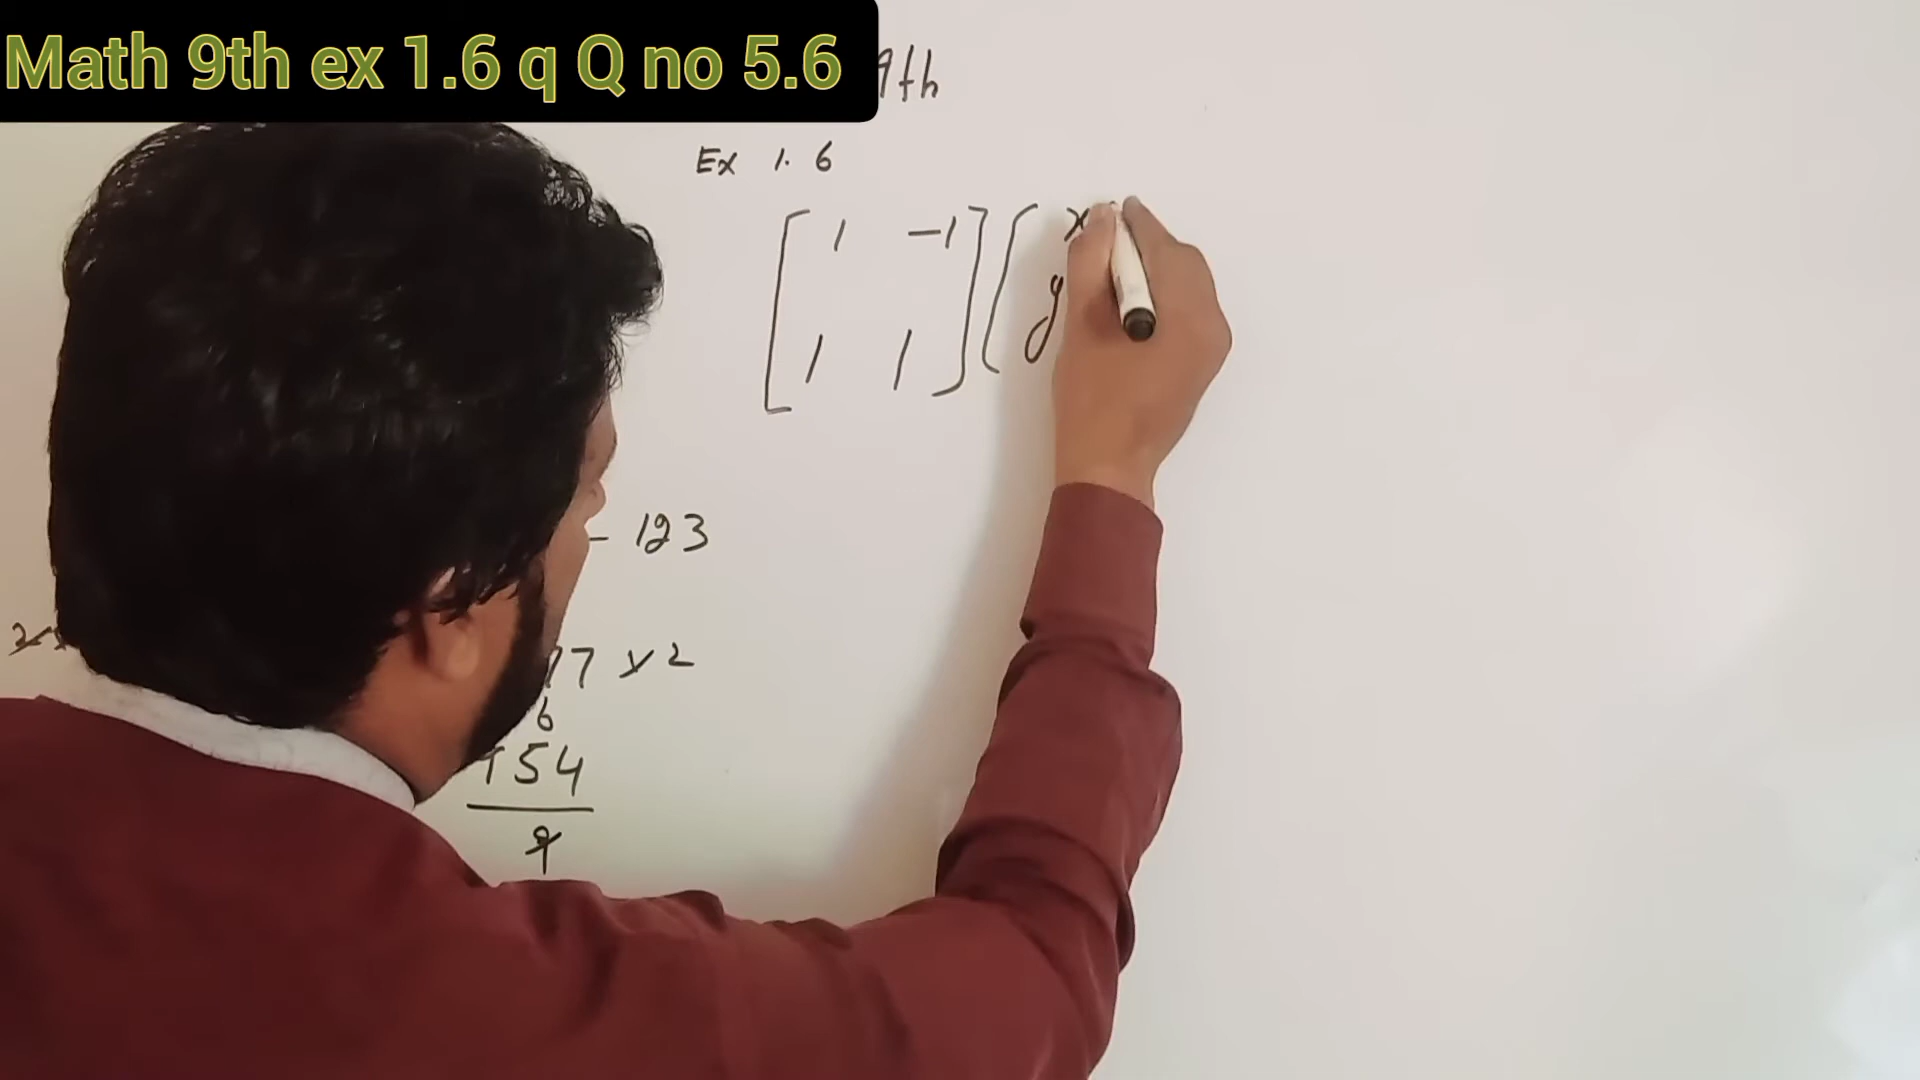 Math 9th ex 1.6 q Q no 5.6
9th
Ex 1.6
1 -1 x
1 1 y
- 123
77 x 2
6
154
9